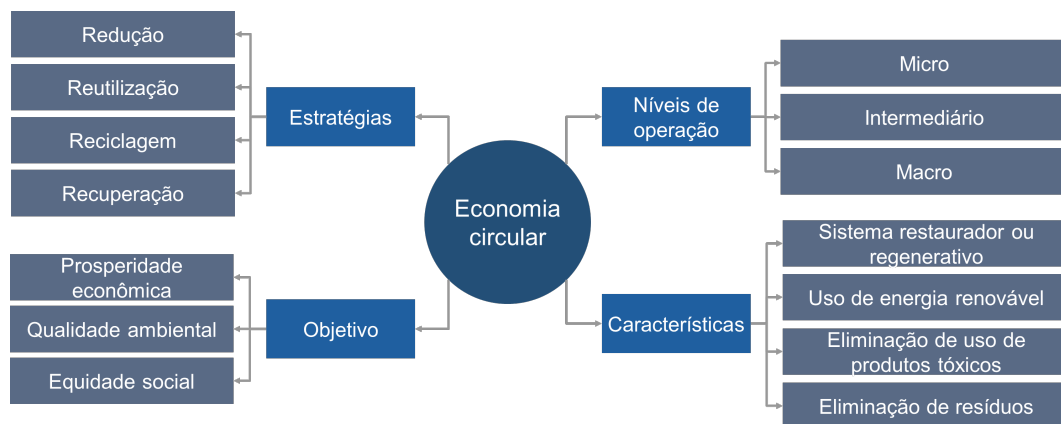 Redução
Reutilização
Reciclagem
Recuperação
Estratégias
Prosperidade
econômica
Qualidade ambiental
Equidade social
Objetivo
Economia
circular
Níveis de
operação
Micro
Intermediário
Macro
Características
Sistema restaurador ou
regenerativo
Uso de energia renovável
Eliminação de uso de
produtos tóxicos
Eliminação de resíduos